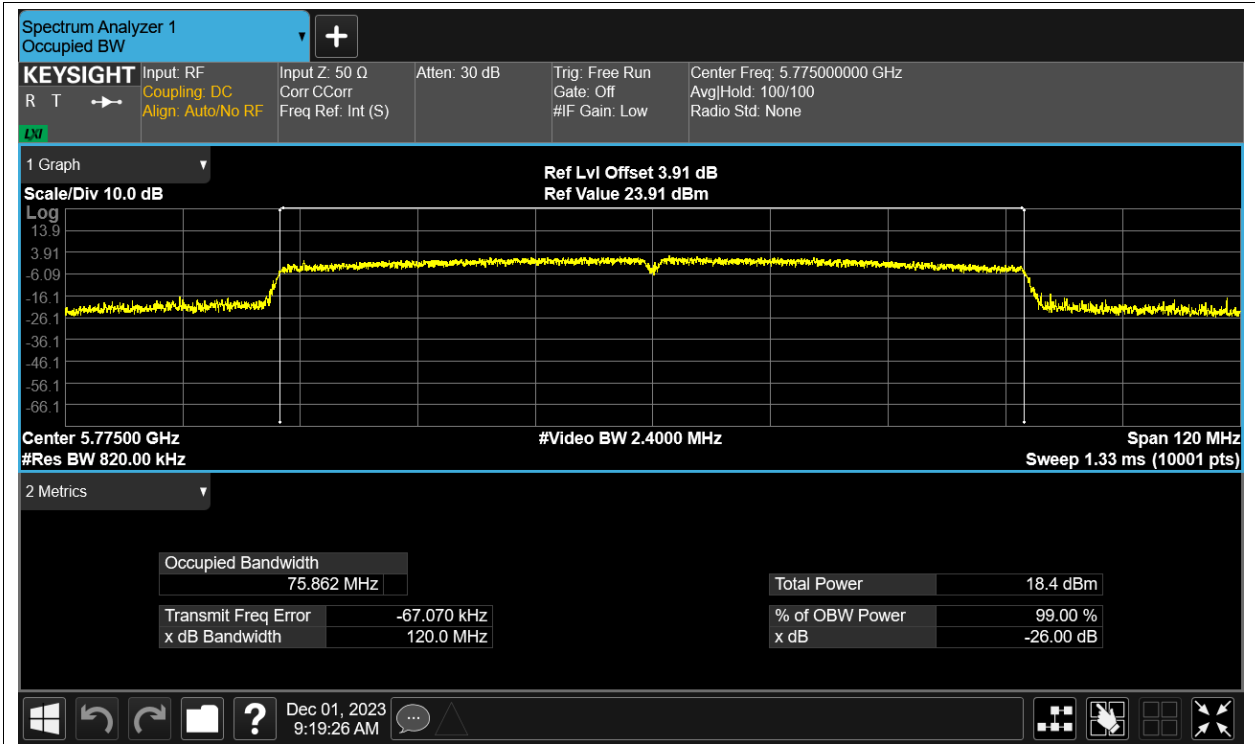 Spectrum Analyzer 1
Occupied BW
KEYSIGHT
R T
LXI
Input: RF
Coupling: DC
Align: Auto/No RF
Input Z: 50 Ω
Corr CCorr
Freq Ref: Int (S)
Atten: 30 dB
Trig: Free Run
Gate: Off
#IF Gain: Low
Center Freq: 5.775000000 GHz
Avg|Hold: 100/100
Radio Std: None
1 Graph
Scale/Div 10.0 dB
Ref Lvl Offset 3.91 dB
Ref Value 23.91 dBm
Log
13.9
3.91
-6.09
-16.1
-26.1
-36.1
-46.1
-56.1
-66.1
Center 5.77500 GHz
#Res BW 820.00 kHz
#Video BW 2.4000 MHz
Span 120 MHz
Sweep 1.33 ms (10001 pts)
2 Metrics
Occupied Bandwidth
75.862 MHz
Transmit Freq Error -67.070 kHz
x dB Bandwidth 120.0 MHz
Total Power 18.4 dBm
% of OBW Power 99.00 %
x dB -26.00 dB
?
Dec 01, 2023
9:19:26 AM